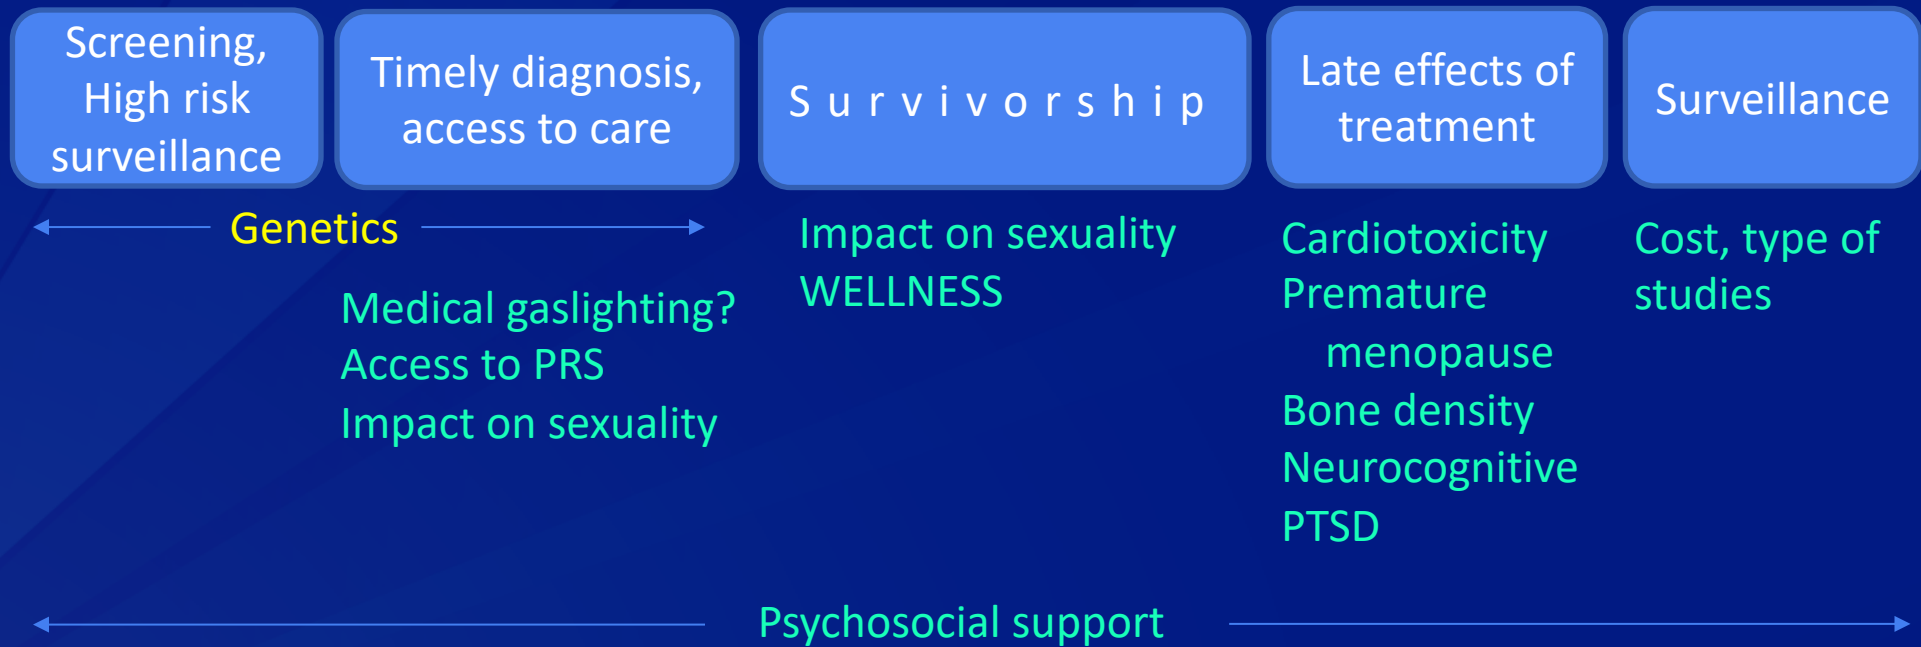 Screening,
High risk
surveillance
Timely diagnosis,
access to care
S u r v i v o r s h i p
Late effects of
treatment
Surveillance
Genetics
Medical gaslighting?
Access to PRS
Impact on sexuality
Impact on sexuality
WELLNESS
Cardiotoxicity
Premature
menopause
Bone density
Neurocognitive
PTSD
Cost, type of
studies
Psychosocial support